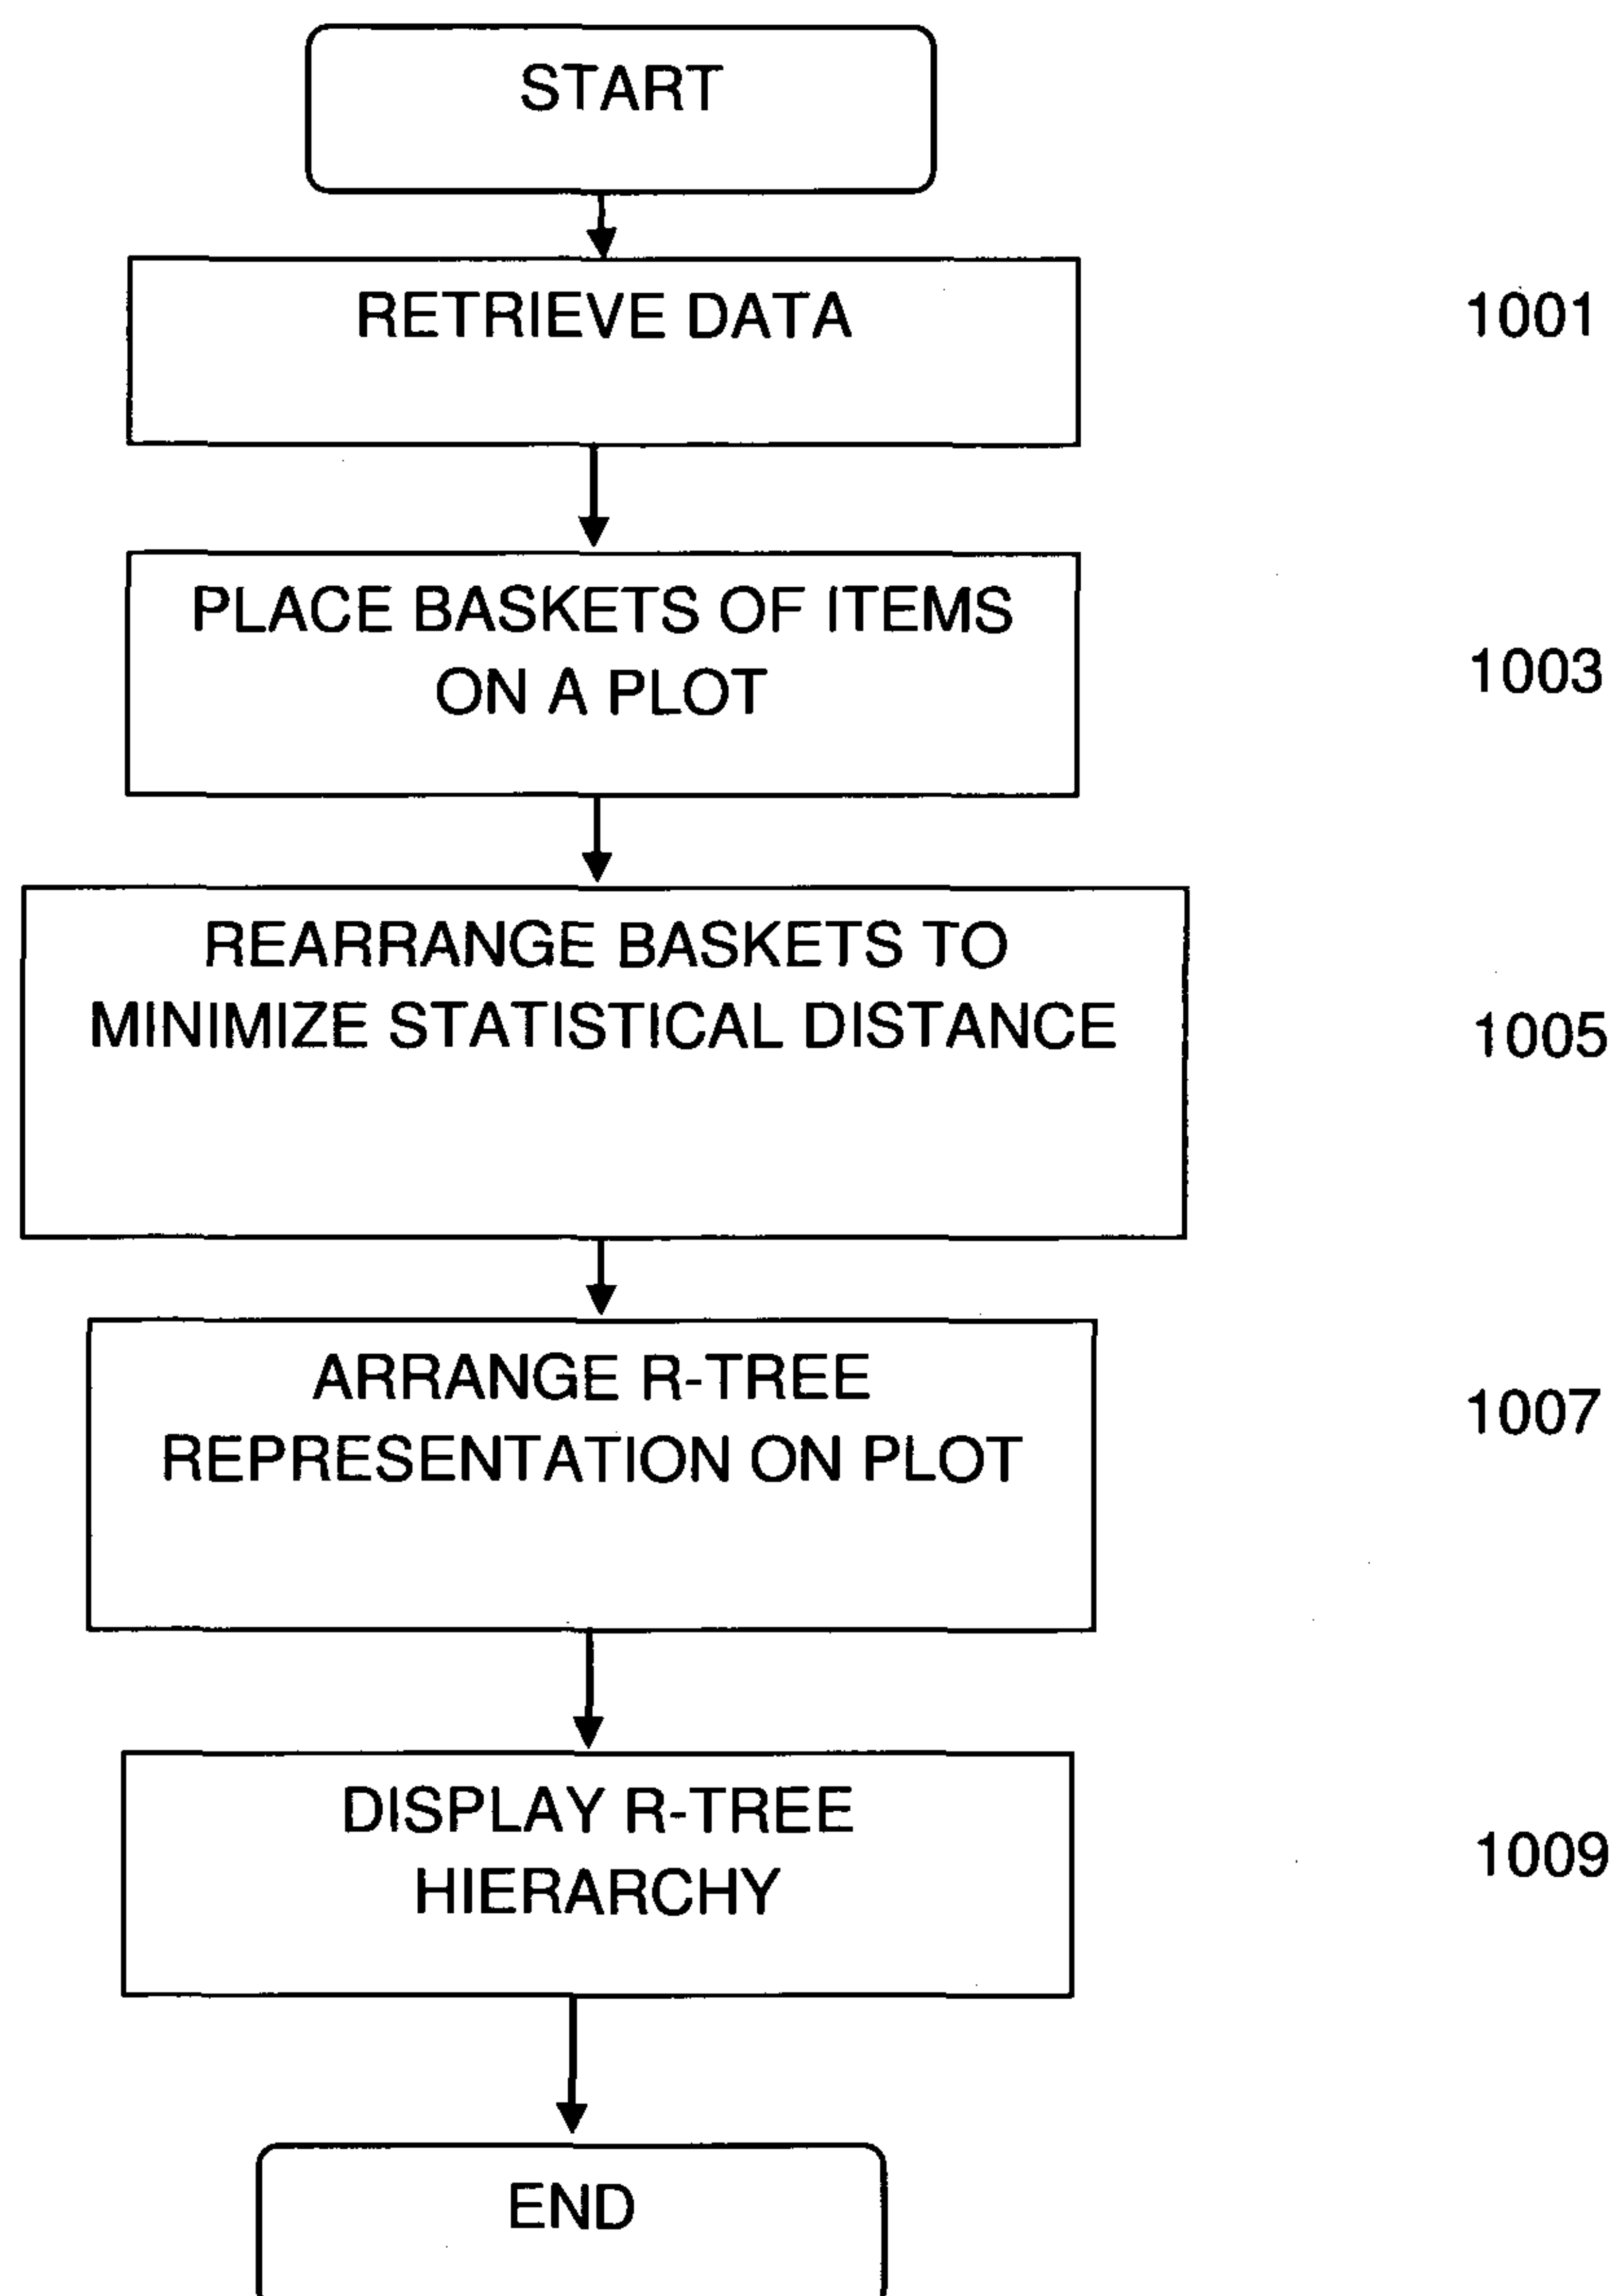 START
RETRIEVE DATA
1001
PLACE BASKETS OF ITEMS
ON A PLOT
1003
REARRANGE BASKETS TO
MINIMIZE STATISTICAL DISTANCE
1005
ARRANGE R-TREE
REPRESENTATION ON PLOT
1007
DISPLAY R-TREE
HIERARCHY
1009
END